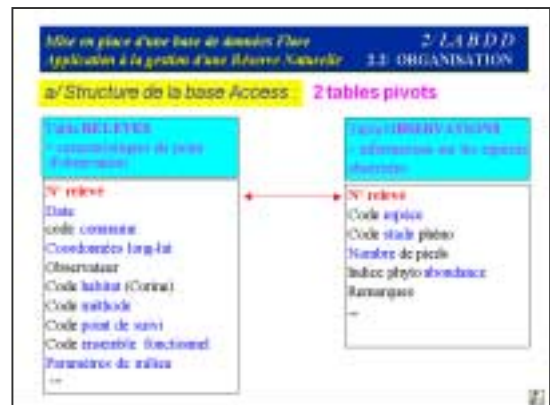 Mise en place d'une base de données Flore
Application à la gestion d'une Réserve Naturelle
2/ LA BDD
2.2/ ORGANISATION
a/ Structure de la base Access : 2 tables pivots
Table RELEVES
= caractéristiques du point
d'observation
N° relevé
Date
code commune
Coordonnées long-lat
Observateur
Code habitat (Corine)
Code méthode
Code point de suivi
Code ensemble fonctionnel
Paramètres de milieu
...
Table OBSERVATIONS
= informations sur les espèces
observées
N° relevé
Code espèce
Code stade phéno
Nombre de pieds
Indice phyto abondance
Remarques
...